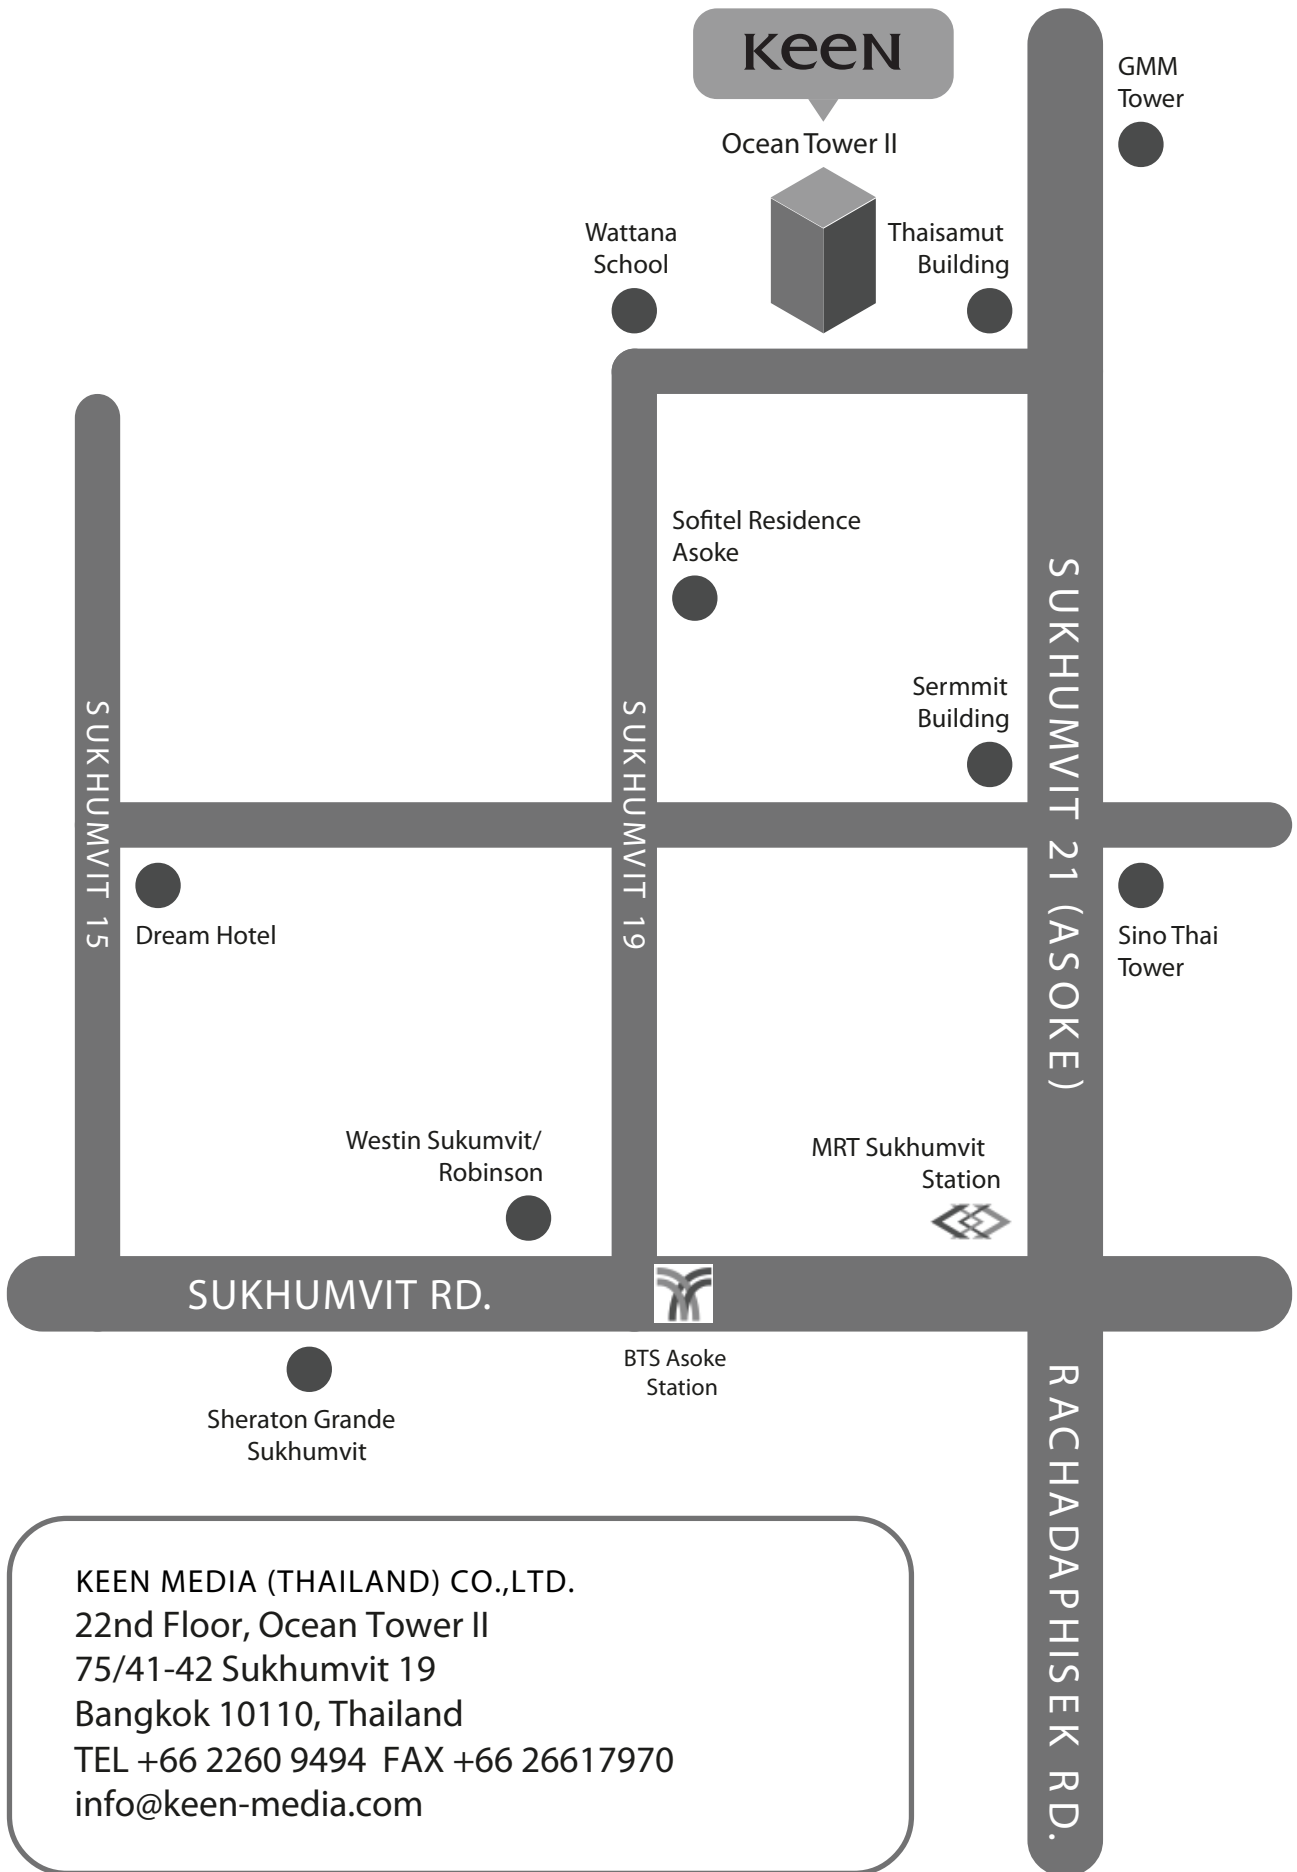 KeeN
GMM
Tower
Ocean Tower II
Wattana
School
Thaisamut
Building
Sofitel Residence
Asoke
Sermmit
Building
SUKHUMVIT 15
SUKHUMVIT 19
SUKHUMVIT 21 (ASOKE)
Dream Hotel
Sino Thai
Tower
Westin Sukumvit/
Robinson
MRT Sukhumvit
Station
SUKHUMVIT RD.
BTS Asoke
Station
Sheraton Grande
Sukhumvit
RACHADAPHISEK RD.
KEEN MEDIA (THAILAND) CO.,LTD.
22nd Floor, Ocean Tower II
75/41-42 Sukhumvit 19
Bangkok 10110, Thailand
TEL +66 2260 9494 FAX +66 26617970
info@keen-media.com